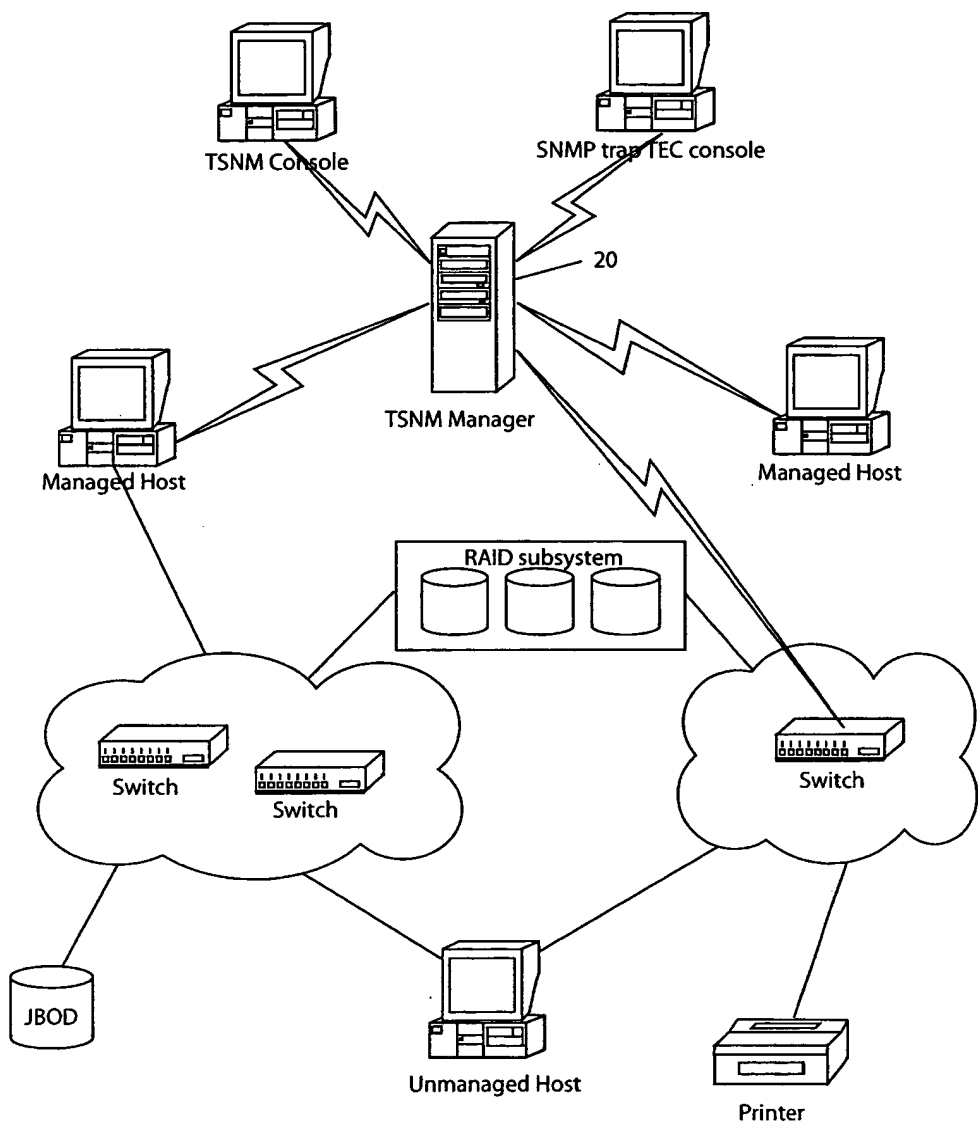 TSNM Console
SNMP trap TEC console
20
TSNM Manager
Managed Host
Managed Host
RAID subsystem
Switch
Switch
Switch
JBOD
Unmanaged Host
Printer